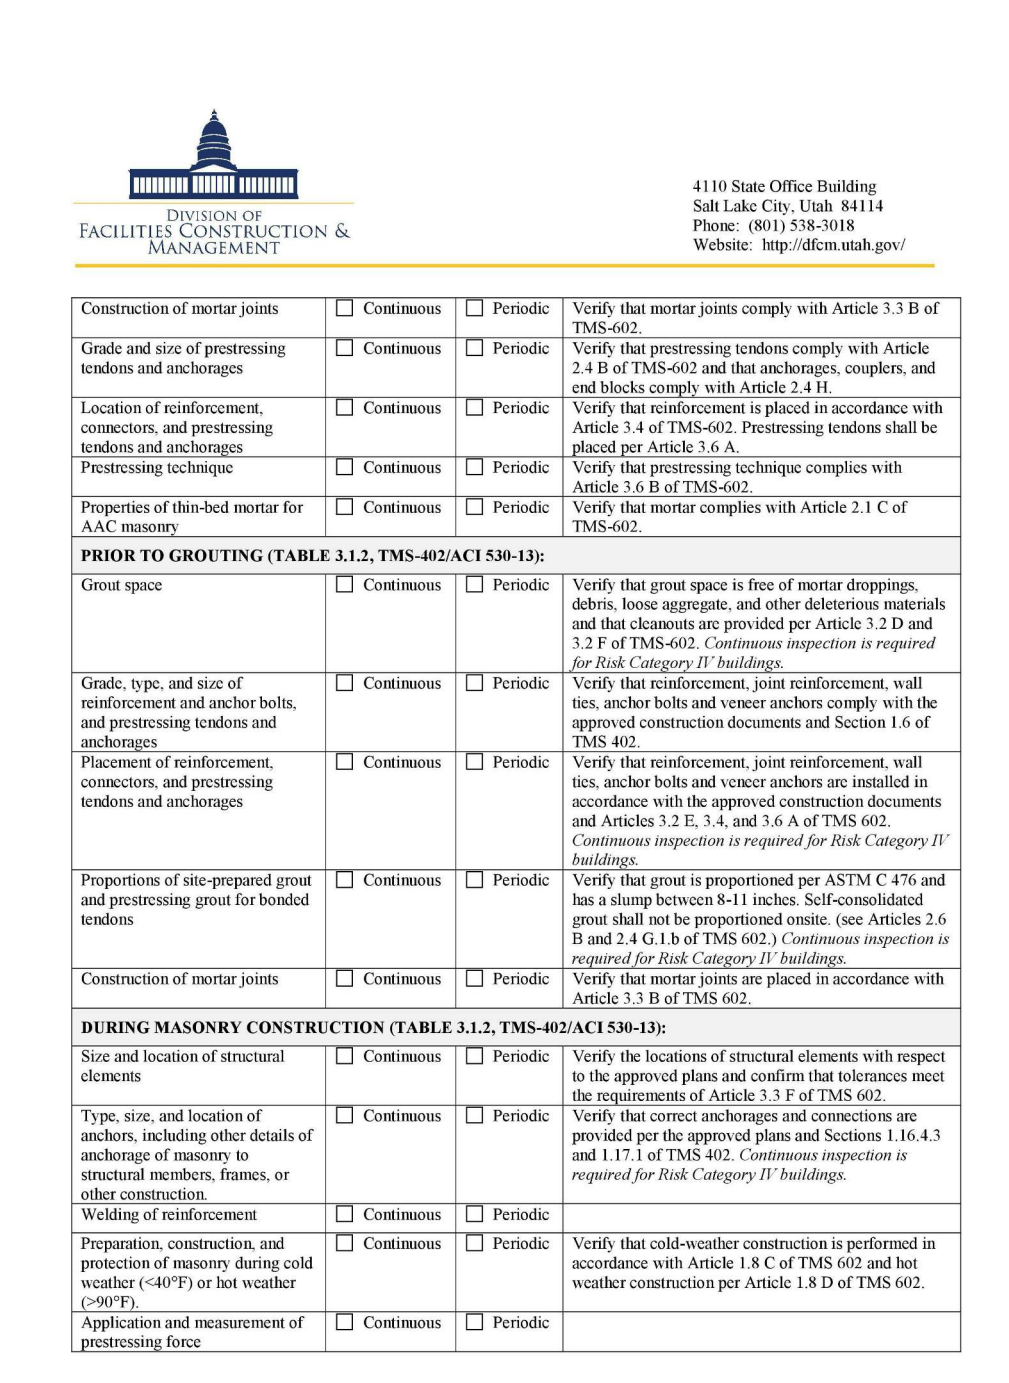 DIVISION OF
FACILITIES CONSTRUCTION &
MANAGEMENT
4110 State Office Building
Salt Lake City, Utah 84114
Phone: (801) 538-3018
Website: http://dfcm.utah.gov/
Construction of mortar joints
Continuous
Periodic
Verify that mortar joints comply with Article 3.3 B of
TMS-602.
Grade and size of prestressing
tendons and anchorages
Continuous
Periodic
Verify that prestressing tendons comply with Article
2.4 B of TMS-602 and that anchorages, couplers, and
end blocks comply with Article 2.4 H.
Location of reinforcement,
connectors, and prestressing
tendons and anchorages
Continuous
Periodic
Verify that reinforcement is placed in accordance with
Article 3.4 of TMS-602. Prestressing tendons shall be
placed per Article 3.6 A.
Prestressing technique
Continuous
Periodic
Verify that prestressing technique complies with
Article 3.6 B of TMS-602.
Properties of thin-bed mortar for
AAC masonry
Continuous
Periodic
Verify that mortar complies with Article 2.1 C of
TMS-602.
PRIOR TO GROUTING (TABLE 3.1.2, TMS-402/ACI 530-13):
Grout space
Continuous
Periodic
Verify that grout space is free of mortar droppings,
debris, loose aggregate, and other deleterious materials
and that cleanouts are provided per Article 3.2 D and
3.2 F of TMS-602. Continuous inspection is required
for Risk Category IV buildings.
Grade, type, and size of
reinforcement and anchor bolts,
and prestressing tendons and
anchorages
Continuous
Periodic
Verify that reinforcement, joint reinforcement, wall
ties, anchor bolts and veneer anchors comply with the
approved construction documents and Section 1.6 of
TMS 402.
Placement of reinforcement,
connectors, and prestressing
tendons and anchorages
Continuous
Periodic
Verify that reinforcement, joint reinforcement, wall
ties, anchor bolts and veneer anchors are installed in
accordance with the approved construction documents
and Articles 3.2 E, 3.4, and 3.6 A of TMS 602.
Continuous inspection is required for Risk Category IV
buildings.
Proportions of site-prepared grout
and prestressing grout for bonded
tendons
Continuous
Periodic
Verify that grout is proportioned per ASTM C 476 and
has a slump between 8-11 inches. Self-consolidated
grout shall not be proportioned onsite. (see Articles 2.6
B and 2.4 G.1.b of TMS 602.) Continuous inspection is
required for Risk Category IV buildings.
Construction of mortar joints
Continuous
Periodic
Verify that mortar joints are placed in accordance with
Article 3.3 B of TMS 602.
DURING MASONRY CONSTRUCTION (TABLE 3.1.2, TMS-402/ACI 530-13):
Size and location of structural
elements
Continuous
Periodic
Verify the locations of structural elements with respect
to the approved plans and confirm that tolerances meet
the requirements of Article 3.3 F of TMS 602.
Type, size, and location of
anchors, including other details of
anchorage of masonry to
structural members, frames, or
other construction.
Continuous
Periodic
Verify that correct anchorages and connections are
provided per the approved plans and Sections 1.16.4.3
and 1.17.1 of TMS 402. Continuous inspection is
required for Risk Category IV buildings.
Welding of reinforcement
Continuous
Periodic
Preparation, construction, and
protection of masonry during cold
weather (<40°F) or hot weather
(>90°F).
Continuous
Periodic
Verify that cold-weather construction is performed in
accordance with Article 1.8 C of TMS 602 and hot
weather construction per Article 1.8 D of TMS 602.
Application and measurement of
prestressing force
Continuous
Periodic